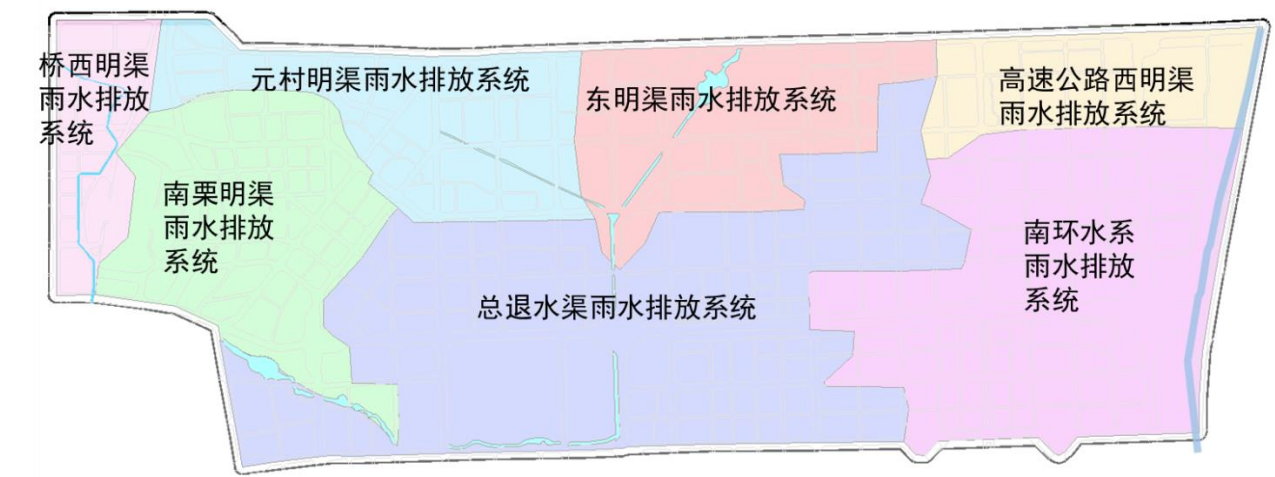 桥西明渠
雨水排放
系统
元村明渠雨水排放系统
东明渠雨水排放系统
高速公路西明渠
雨水排放系统
南栗明渠
雨水排放
系统
南环水系
雨水排放
系统
总退水渠雨水排放系统